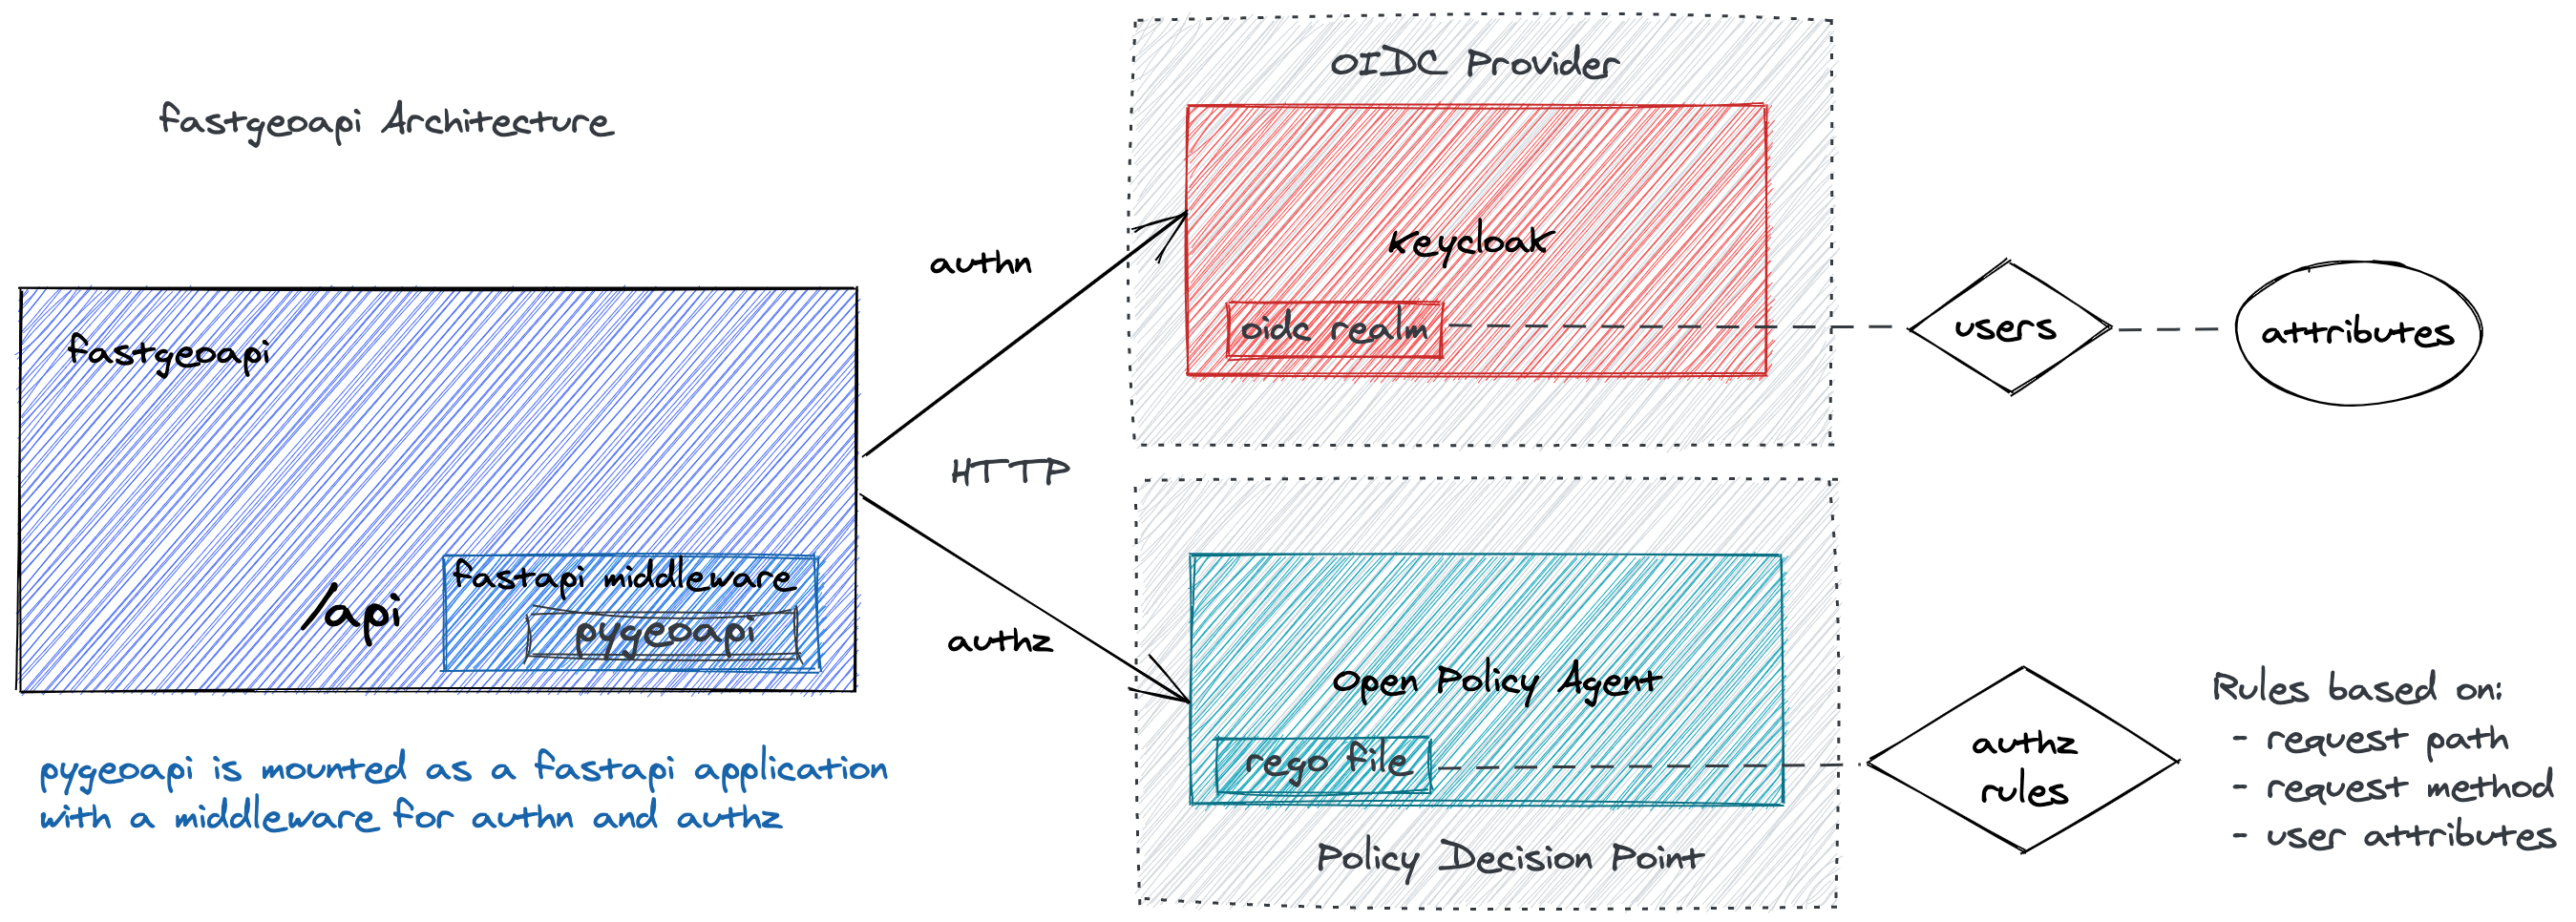 fastgeoapi Architecture
OIDC Provider
Keycloak
oidc realm
users
attributes
authn
HTTP
authz
fastgeoapi
/api
fastapi middleware
pygeoapi
pygeoapi is mounted as a fastapi application
with a middleware for authn and authz
Open Policy Agent
rego file
Policy Decision Point
authz
rules
Rules based on:
- request path
- request method
- user attributes